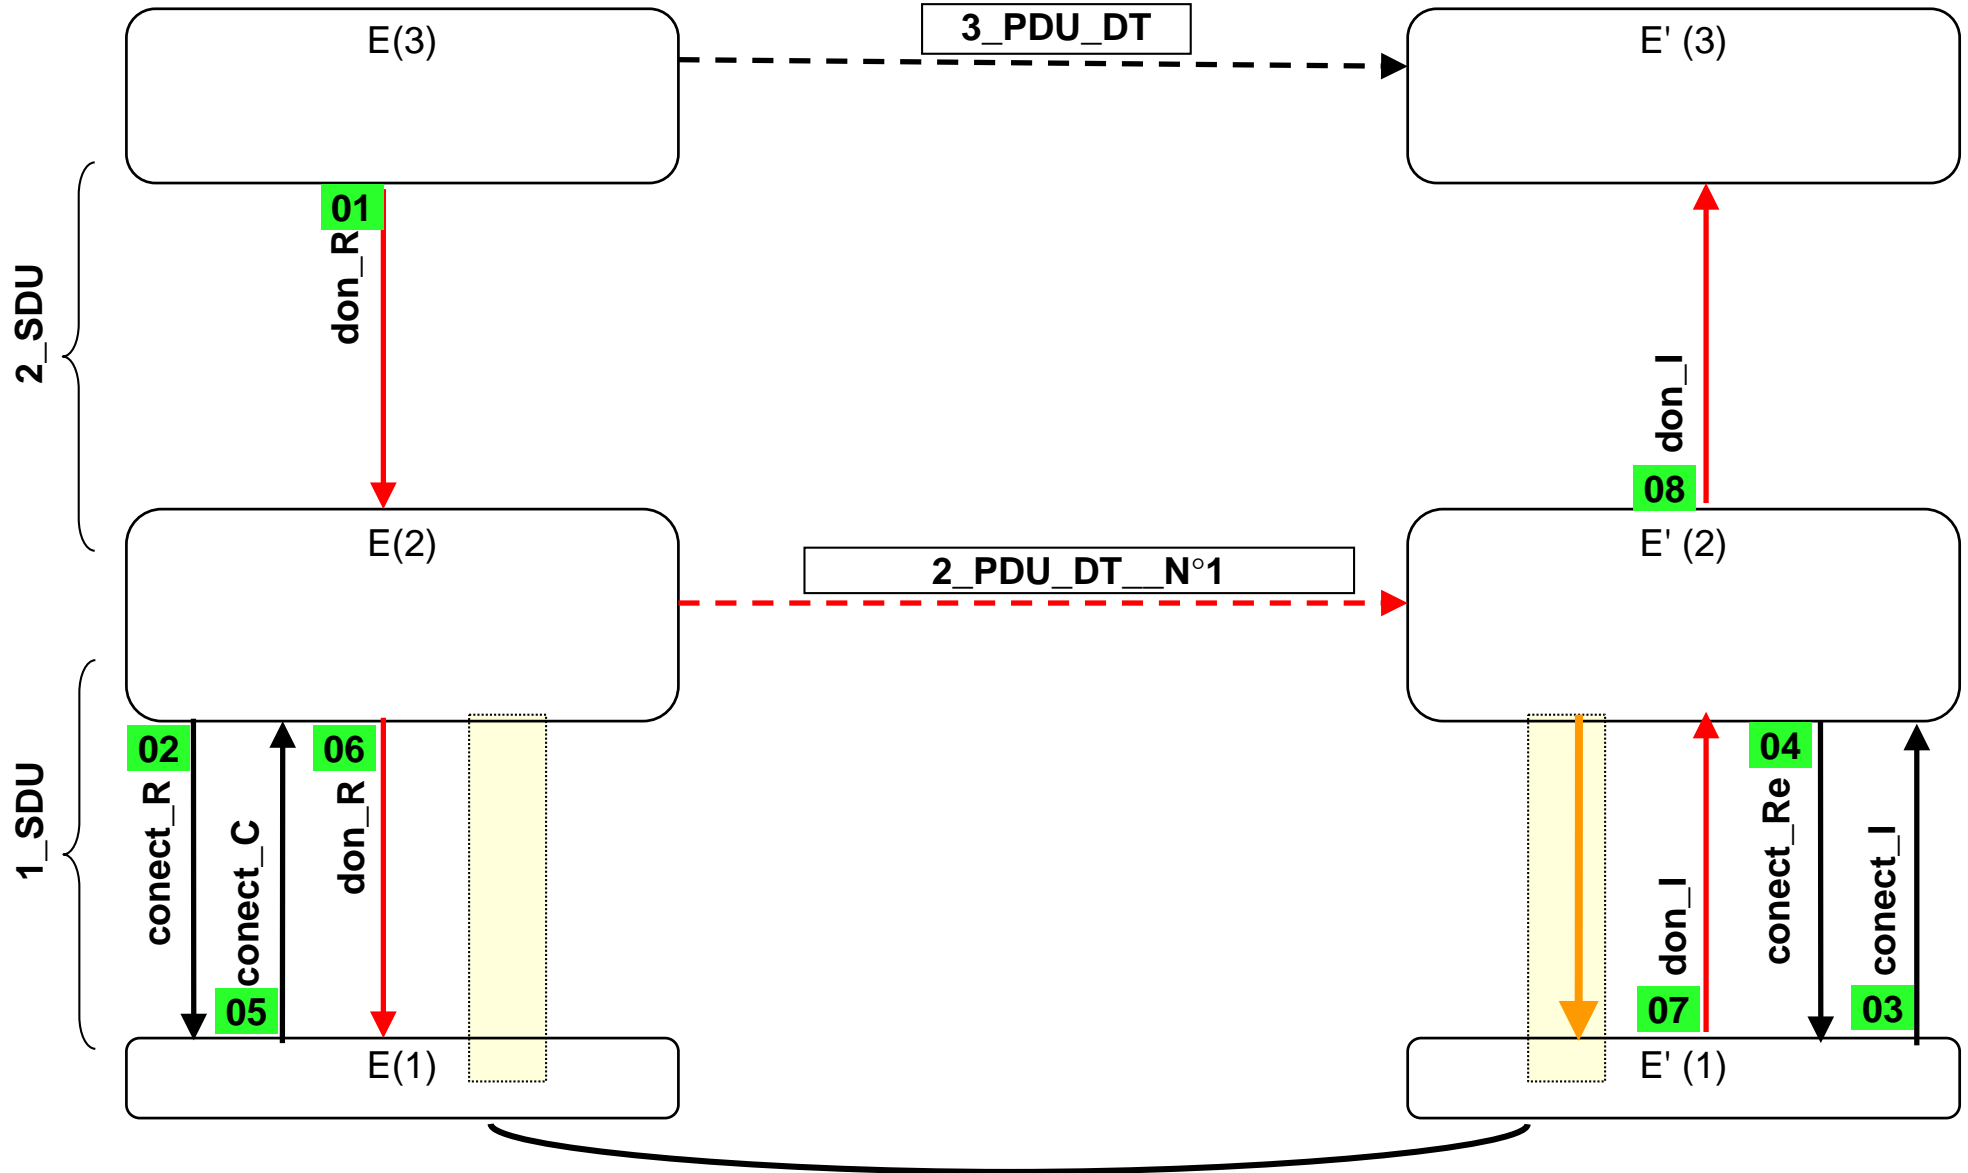 E(3)
3_PDU_DT
E' (3)
01
don_R
2_SDU
don_I
08
E(2)
2_PDU_DT__N°1
E' (2)
02
conect_R
conect_C
05
06
don_R
1_SDU
don_I
07
04
conect_Re
conect_I
03
E(1)
E' (1)